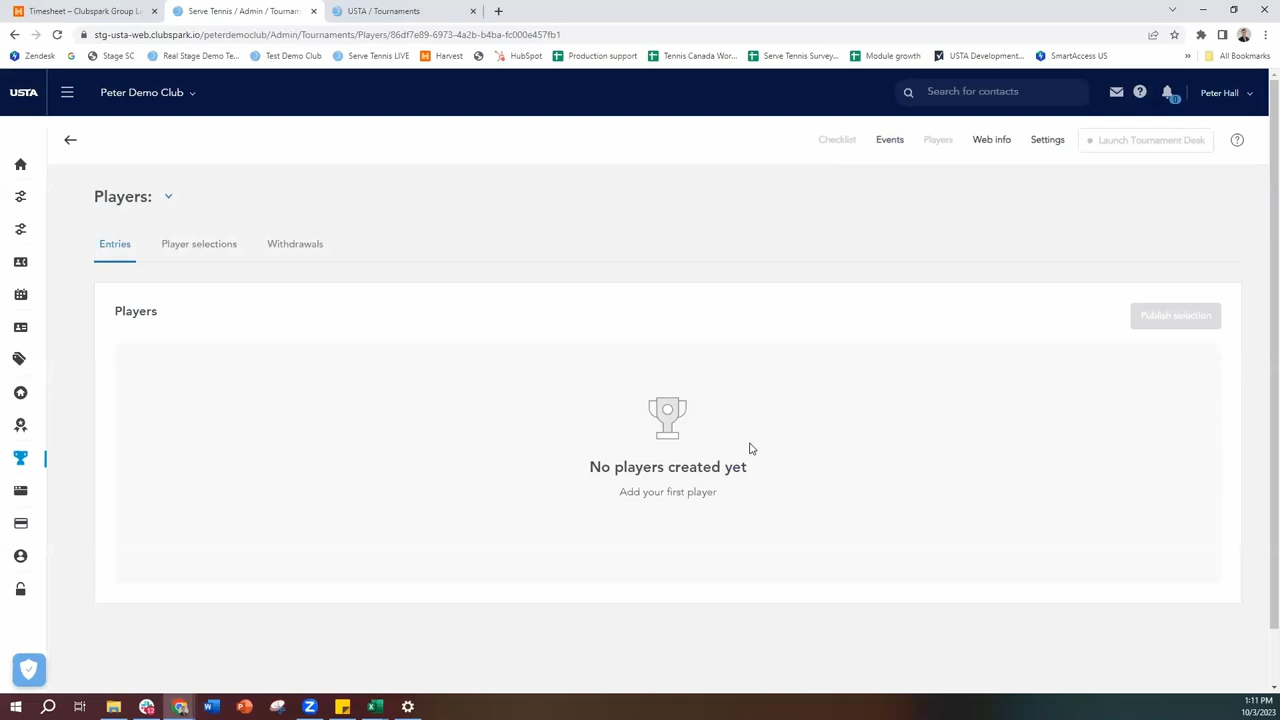 Timesheet – Clubspark Group L
Serve Tennis / Admin / Tournam
USTA / Tournaments
stg-usta-web.clubspark.io/peterdemoclub/Admin/Tournaments/Players/86df7e89-6973-4a2b-b4ba-fc000e457fb1
Zendesk
Stage SC
Real Stage Demo Te...
Test Demo Club
Serve Tennis LIVE
Harvest
HubSpot
Production support
Tennis Canada Wor...
Serve Tennis Survey...
Module growth
USTA Development...
SmartAccess US
»
All Bookmarks
USTA
Peter Demo Club
Search for contacts
0
Peter Hall
Checklist
Events
Players
Web info
Settings
Launch Tournament Desk
Players:
Entries
Player selections
Withdrawals
Players
Publish selection
No players created yet
Add your first player
1:11 PM
10/3/2023